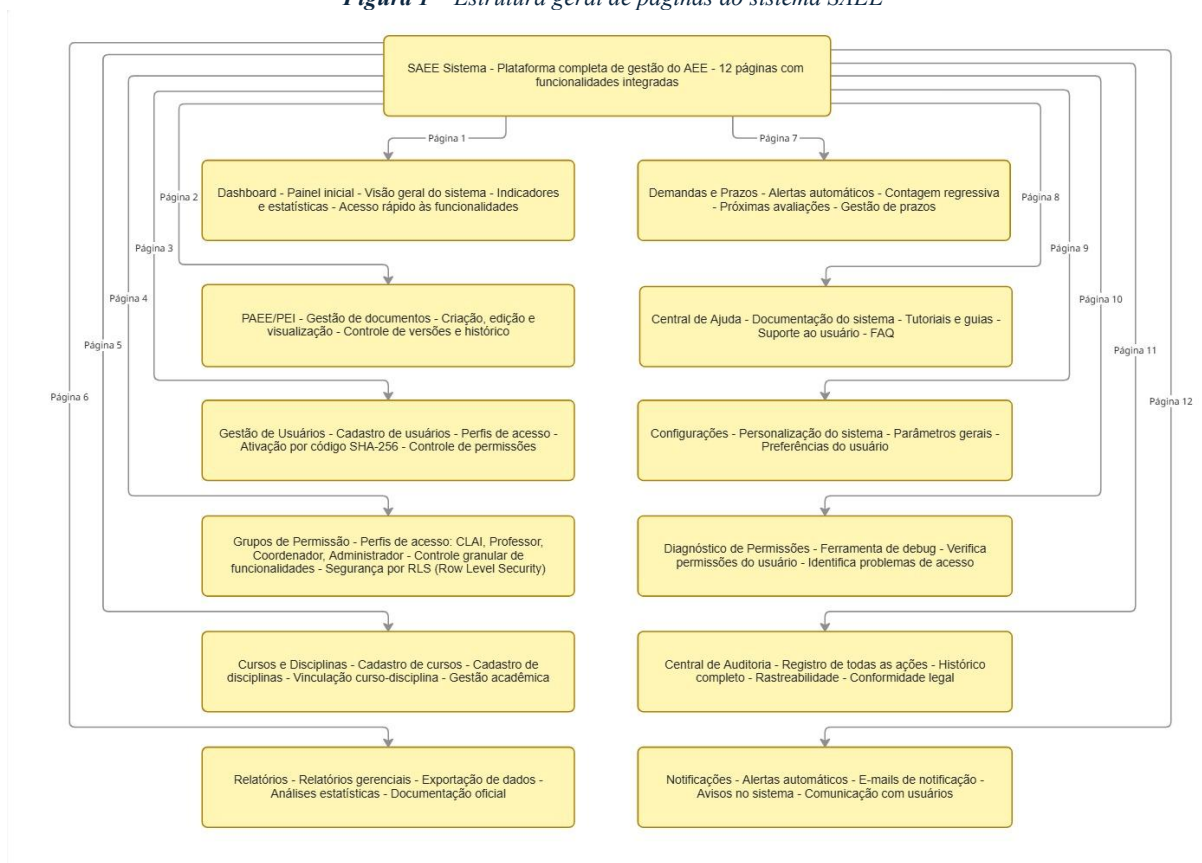 Figura 1 – Estrutura geral de páginas do sistema SAEE
SAEE Sistema - Plataforma completa de gestão do AEE - 12 páginas com
funcionalidades integradas
Página 1
Página 7
Dashboard - Painel inicial - Visão geral do sistema - Indicadores
e estatísticas - Acesso rápido às funcionalidades
Demandas e Prazos - Alertas automáticos - Contagem regressiva
- Próximas avaliações - Gestão de prazos
Página 2
Página 8
Página 3
Página 9
PAEE/PEI - Gestão de documentos - Criação, edição e
visualização - Controle de versões e histórico
Central de Ajuda - Documentação do sistema - Tutoriais e guias -
Suporte ao usuário - FAQ
Página 4
Página 10
Página 5
Página 11
Página 6
Página 12
Gestão de Usuários - Cadastro de usuários - Perfis de acesso -
Ativação por código SHA-256 - Controle de permissões
Configurações - Personalização do sistema - Parâmetros gerais -
Preferências do usuário
Grupos de Permissão - Perfis de acesso: CLAI, Professor,
Coordenador, Administrador - Controle granular de
funcionalidades - Segurança por RLS (Row Level Security)
Diagnóstico de Permissões - Ferramenta de debug - Verifica
permissões do usuário - Identifica problemas de acesso
Cursos e Disciplinas - Cadastro de cursos - Cadastro de
disciplinas - Vinculação curso-disciplina - Gestão acadêmica
Central de Auditoria - Registro de todas as ações - Histórico
completo - Rastreabilidade - Conformidade legal
Relatórios - Relatórios gerenciais - Exportação de dados -
Análises estatísticas - Documentação oficial
Notificações - Alertas automáticos - E-mails de notificação -
Avisos no sistema - Comunicação com usuários